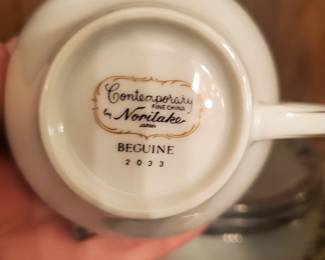 Contemporary
FINE CHINA
by Noritake
JAPAN
BEGUINE
2033